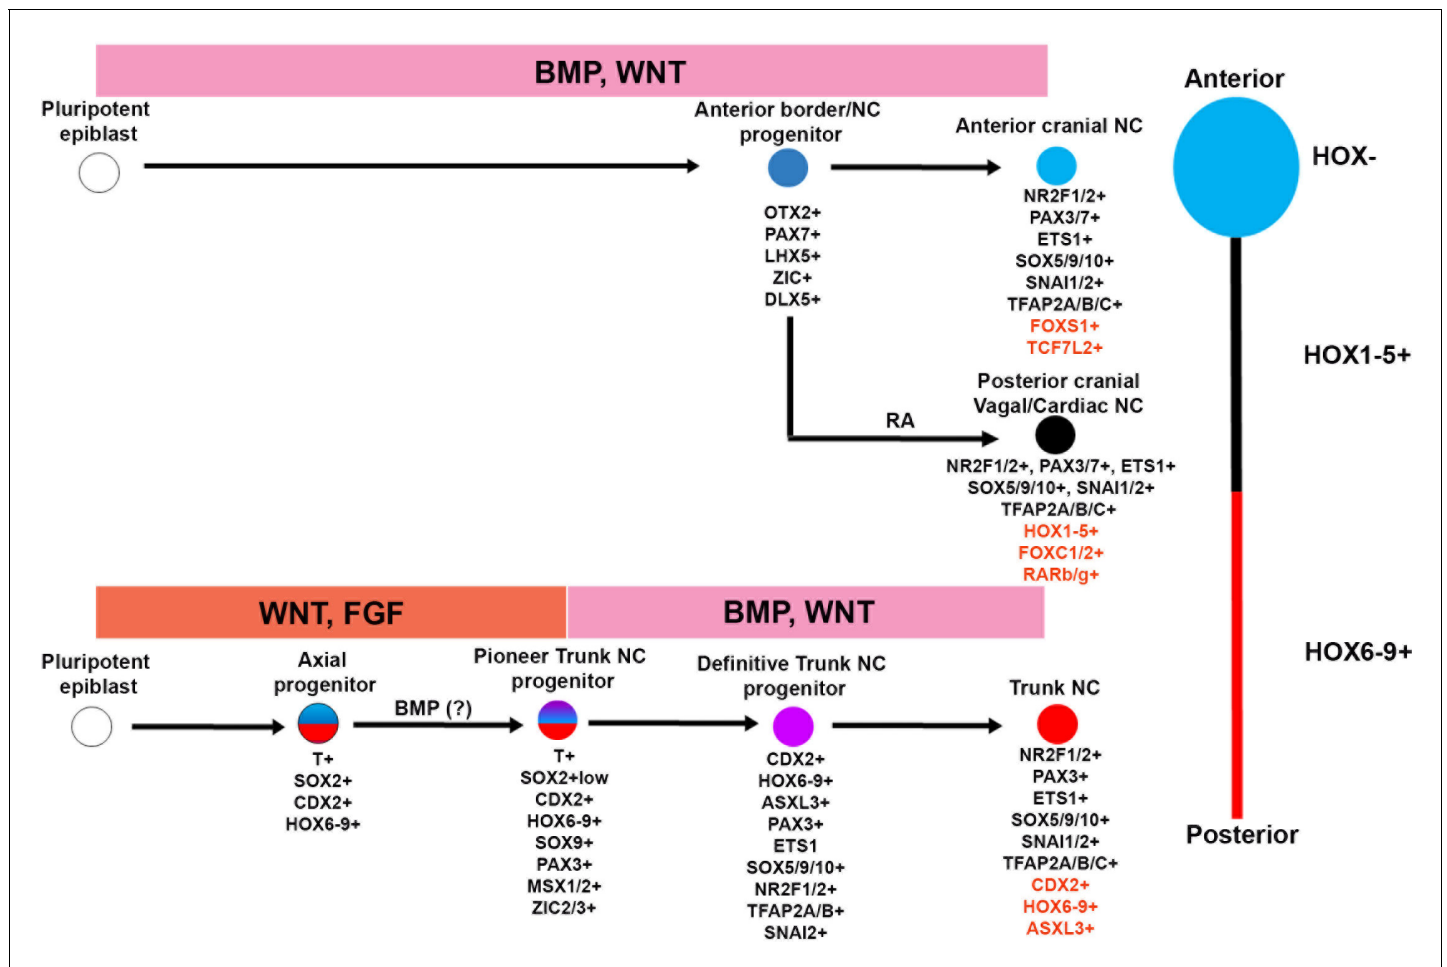 BMP, WNT
Pluripotent
epiblast
Anterior border/NC
progenitor
OTX2+
PAX7+
LHX5+
ZIC+
DLX5+
Anterior cranial NC
NR2F1/2+
PAX3/7+
ETS1+
SOX5/9/10+
SNAI1/2+
TFAP2A/B/C+
FOXS1+
TCF7L2+
RA
Posterior cranial
Vagal/Cardiac NC
NR2F1/2+, PAX3/7+, ETS1+
SOX5/9/10+, SNAI1/2+
TFAP2A/B/C+
HOX1-5+
FOXC1/2+
RARb/g+
WNT, FGF
BMP, WNT
Pluripotent
epiblast
Axial
progenitor
T+
SOX2+
CDX2+
HOX6-9+
BMP (?)
Pioneer Trunk NC
progenitor
T+
SOX2+low
CDX2+
HOX6-9+
SOX9+
PAX3+
MSX1/2+
ZIC2/3+
Definitive Trunk NC
progenitor
CDX2+
HOX6-9+
ASXL3+
PAX3+
ETS1
SOX5/9/10+
NR2F1/2+
TFAP2A/B+
SNAI2+
Trunk NC
NR2F1/2+
PAX3+
ETS1+
SOX5/9/10+
SNAI1/2+
TFAP2A/B/C+
CDX2+
HOX6-9+
ASXL3+
Anterior
HOX-
HOX1-5+
HOX6-9+
Posterior